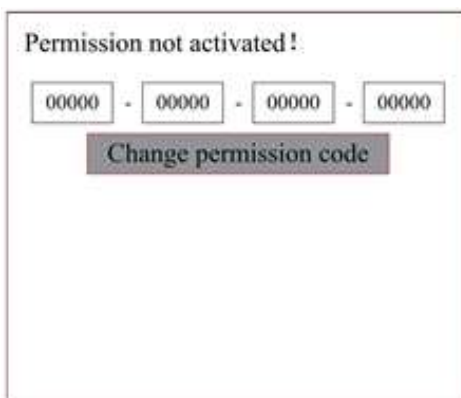 Permission not activated!
00000 - 00000 - 00000 - 00000
Change permission code